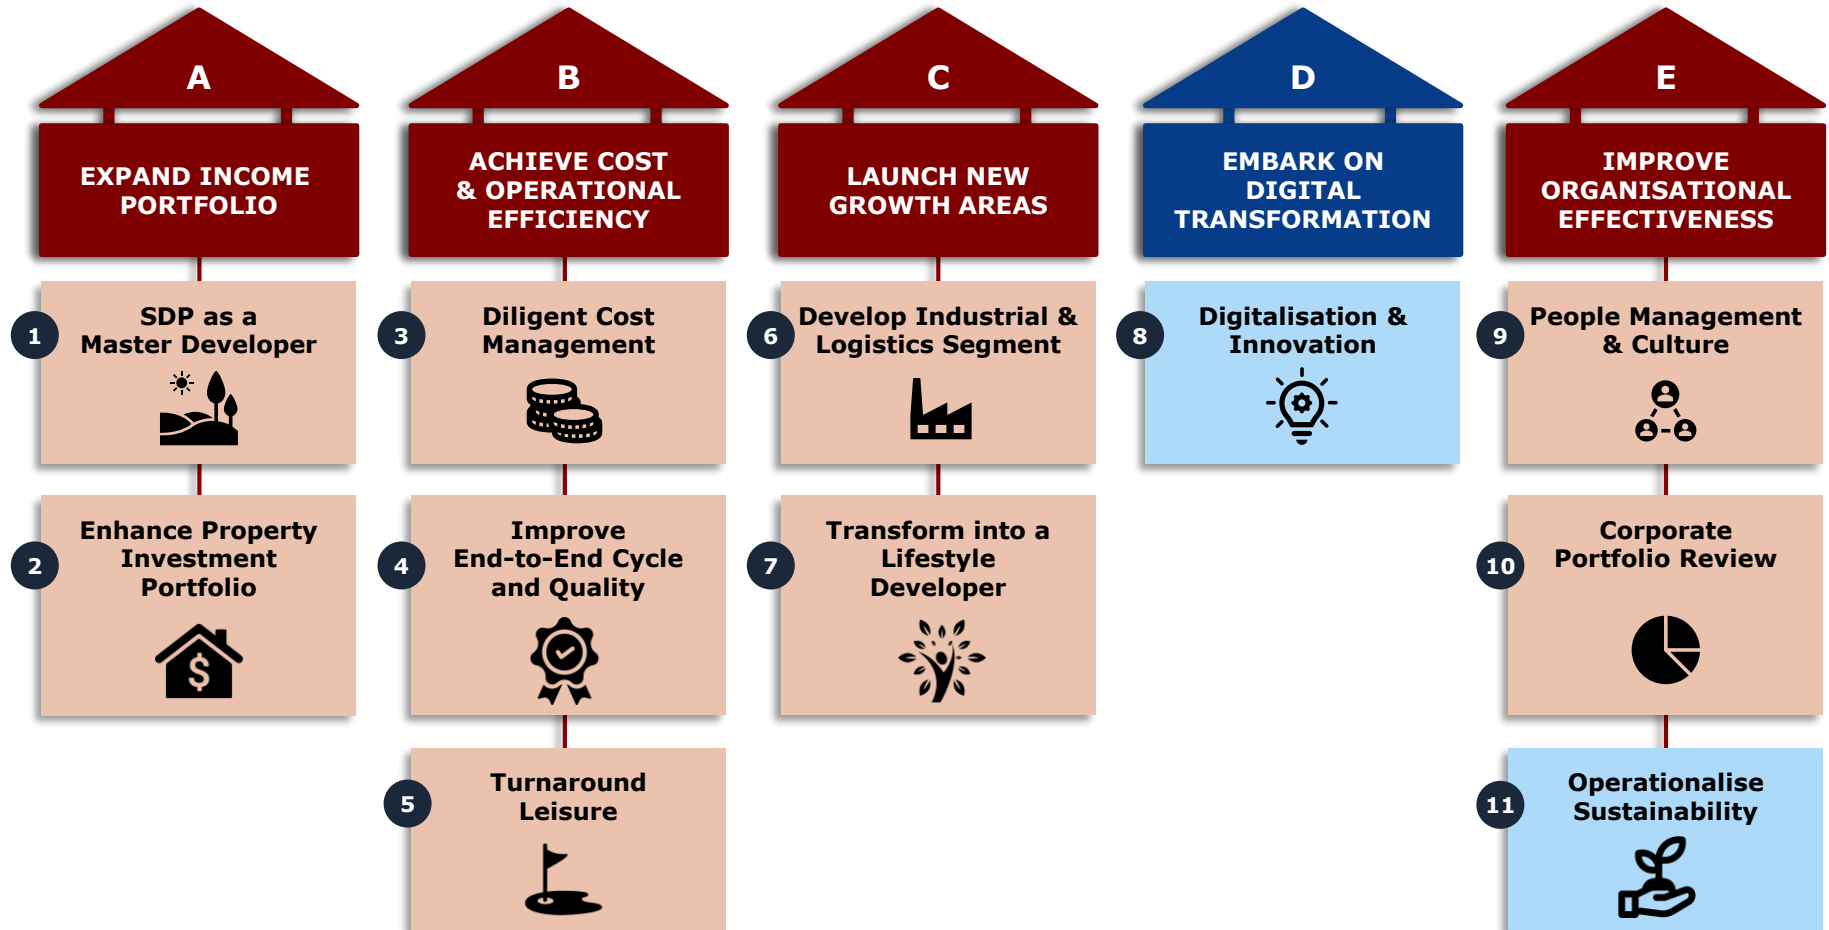 A
EXPAND INCOME
PORTFOLIO
1
SDP as a
Master Developer
2
Enhance Property
Investment
Portfolio
$
B
ACHIEVE COST
& OPERATIONAL
EFFICIENCY
3
Diligent Cost
Management
4
Improve
End-to-End Cycle
and Quality
5
Turnaround
Leisure
C
LAUNCH NEW
GROWTH AREAS
6
Develop Industrial &
Logistics Segment
7
Transform into a
Lifestyle
Developer
D
EMBARK ON
DIGITAL
TRANSFORMATION
8
Digitalisation &
Innovation
E
IMPROVE
ORGANISATIONAL
EFFECTIVENESS
9
People Management
& Culture
10
Corporate
Portfolio Review
11
Operationalise
Sustainability